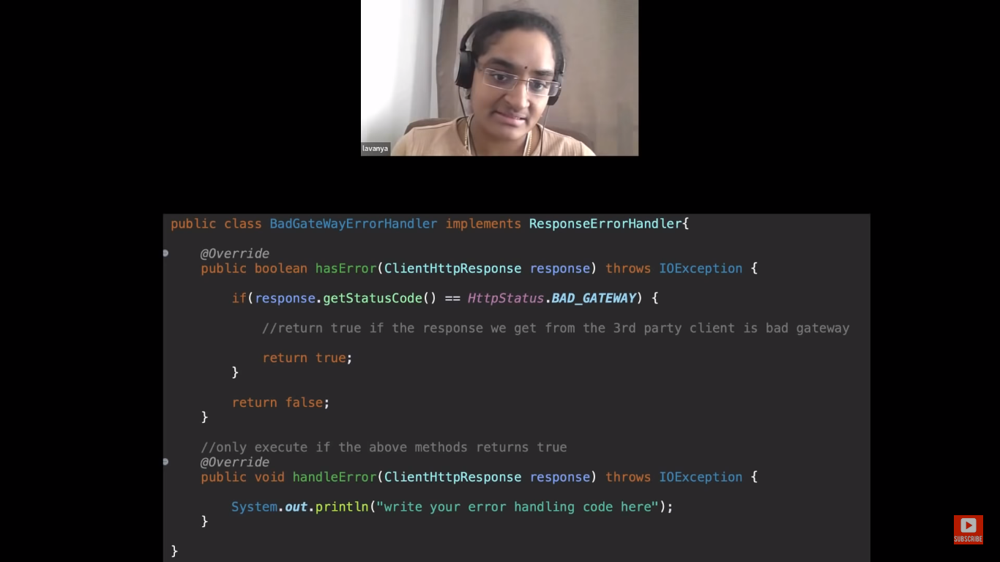 lavanya
public class BadGateWayErrorHandler implements ResponseErrorHandler{
@Override
public boolean hasError(ClientHttpResponse response) throws IOException {
if(response.getStatusCode() == HttpStatus.BAD_GATEWAY) {
//return true if the response we get from the 3rd party client is bad gateway
return true;
}
return false;
}
//only execute if the above methods returns true
@Override
public void handleError(ClientHttpResponse response) throws IOException {
System.out.println("write your error handling code here");
}
}
SUBSCRIBE